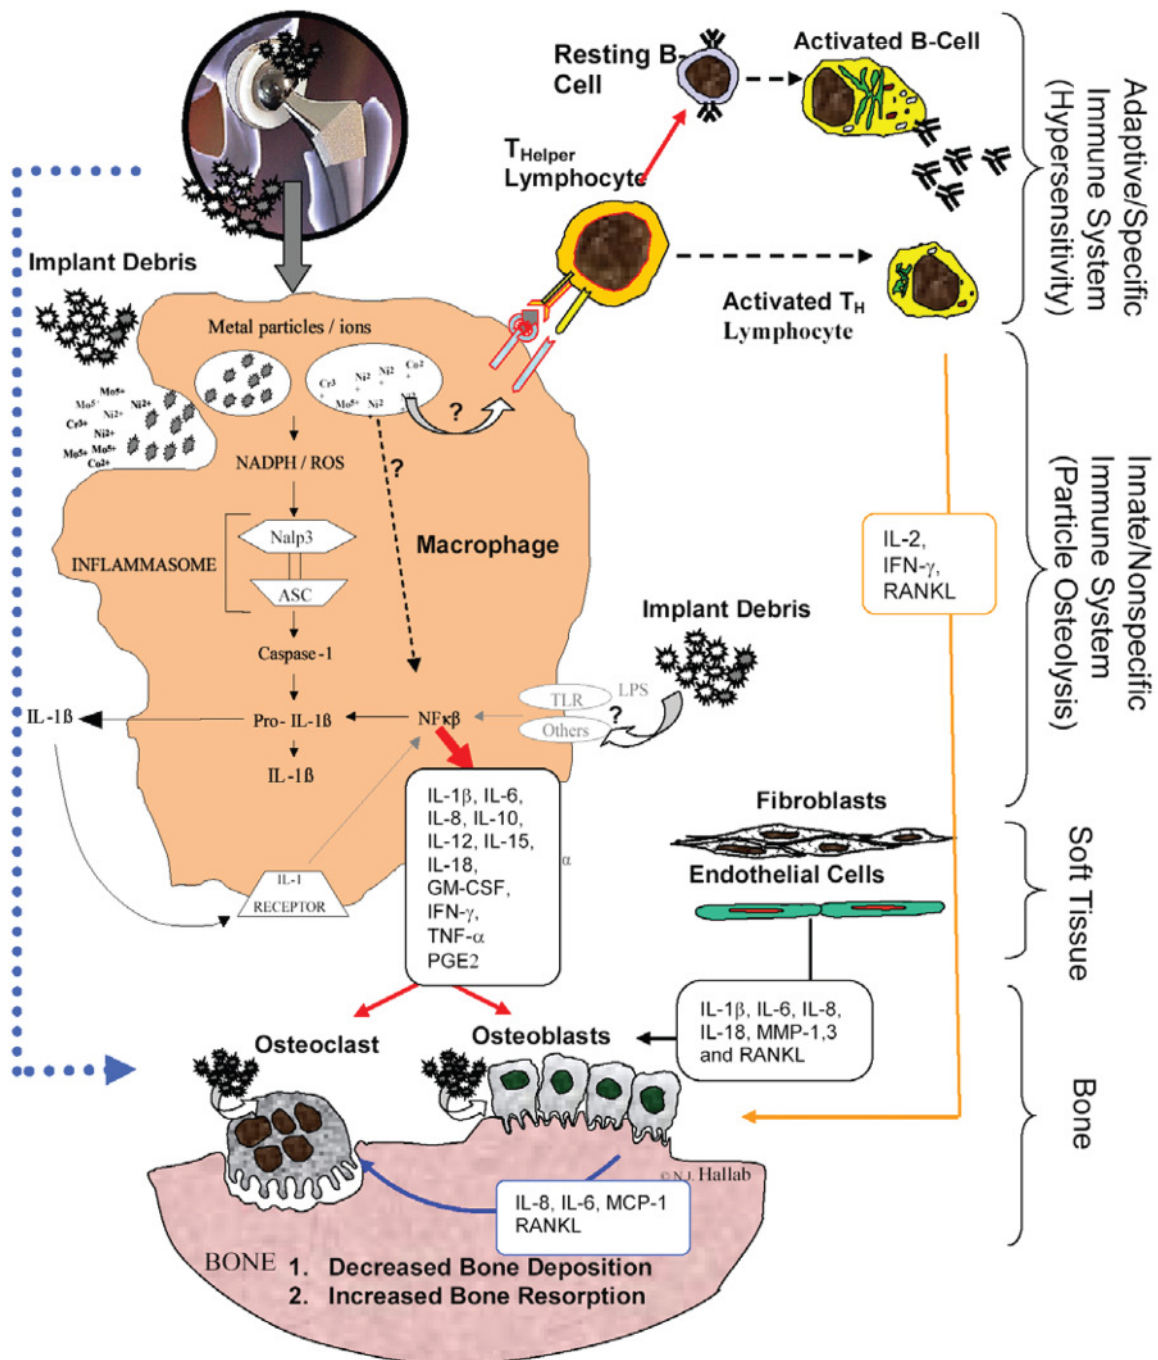 Resting B-
Cell
Activated B-Cell
Adaptive/Specific
Immune System
(Hypersensitivity)
THelper
Lymphocyte
Implant Debris
Activated TH
Lymphocyte
Metal particles / ions
Cr3
+
Ni2
+
Ni2
+
Co2
+
Mo5+
Ni2
+
Mo5+
Mo5+
Ni2+
Cr3+
Ni2+
Ni2+
Mo5+
Mo5+
Co2+
?
?
NADPH / ROS
Nalp3
INFLAMMASOME
ASC
Macrophage
Caspase-1
IL-1ß
Pro- IL-1ß
NFκβ
IL-1ß
TLR
LPS
Others
?
Implant Debris
IL-2,
IFN-γ,
RANKL
Innate/Nonspecific
Immune System
(Particle Osteolysis)
IL-1β, IL-6,
IL-8, IL-10,
IL-12, IL-15,
IL-18,
GM-CSF,
IFN-γ,
TNF-α
PGE2
α
IL-1
RECEPTOR
Fibroblasts
Endothelial Cells
Soft Tissue
IL-1β, IL-6, IL-8,
IL-18, MMP-1,3
and RANKL
Osteoclast
Osteoblasts
Bone
© N.J. Hallab
IL-8, IL-6, MCP-1
RANKL
BONE
1. Decreased Bone Deposition
2. Increased Bone Resorption